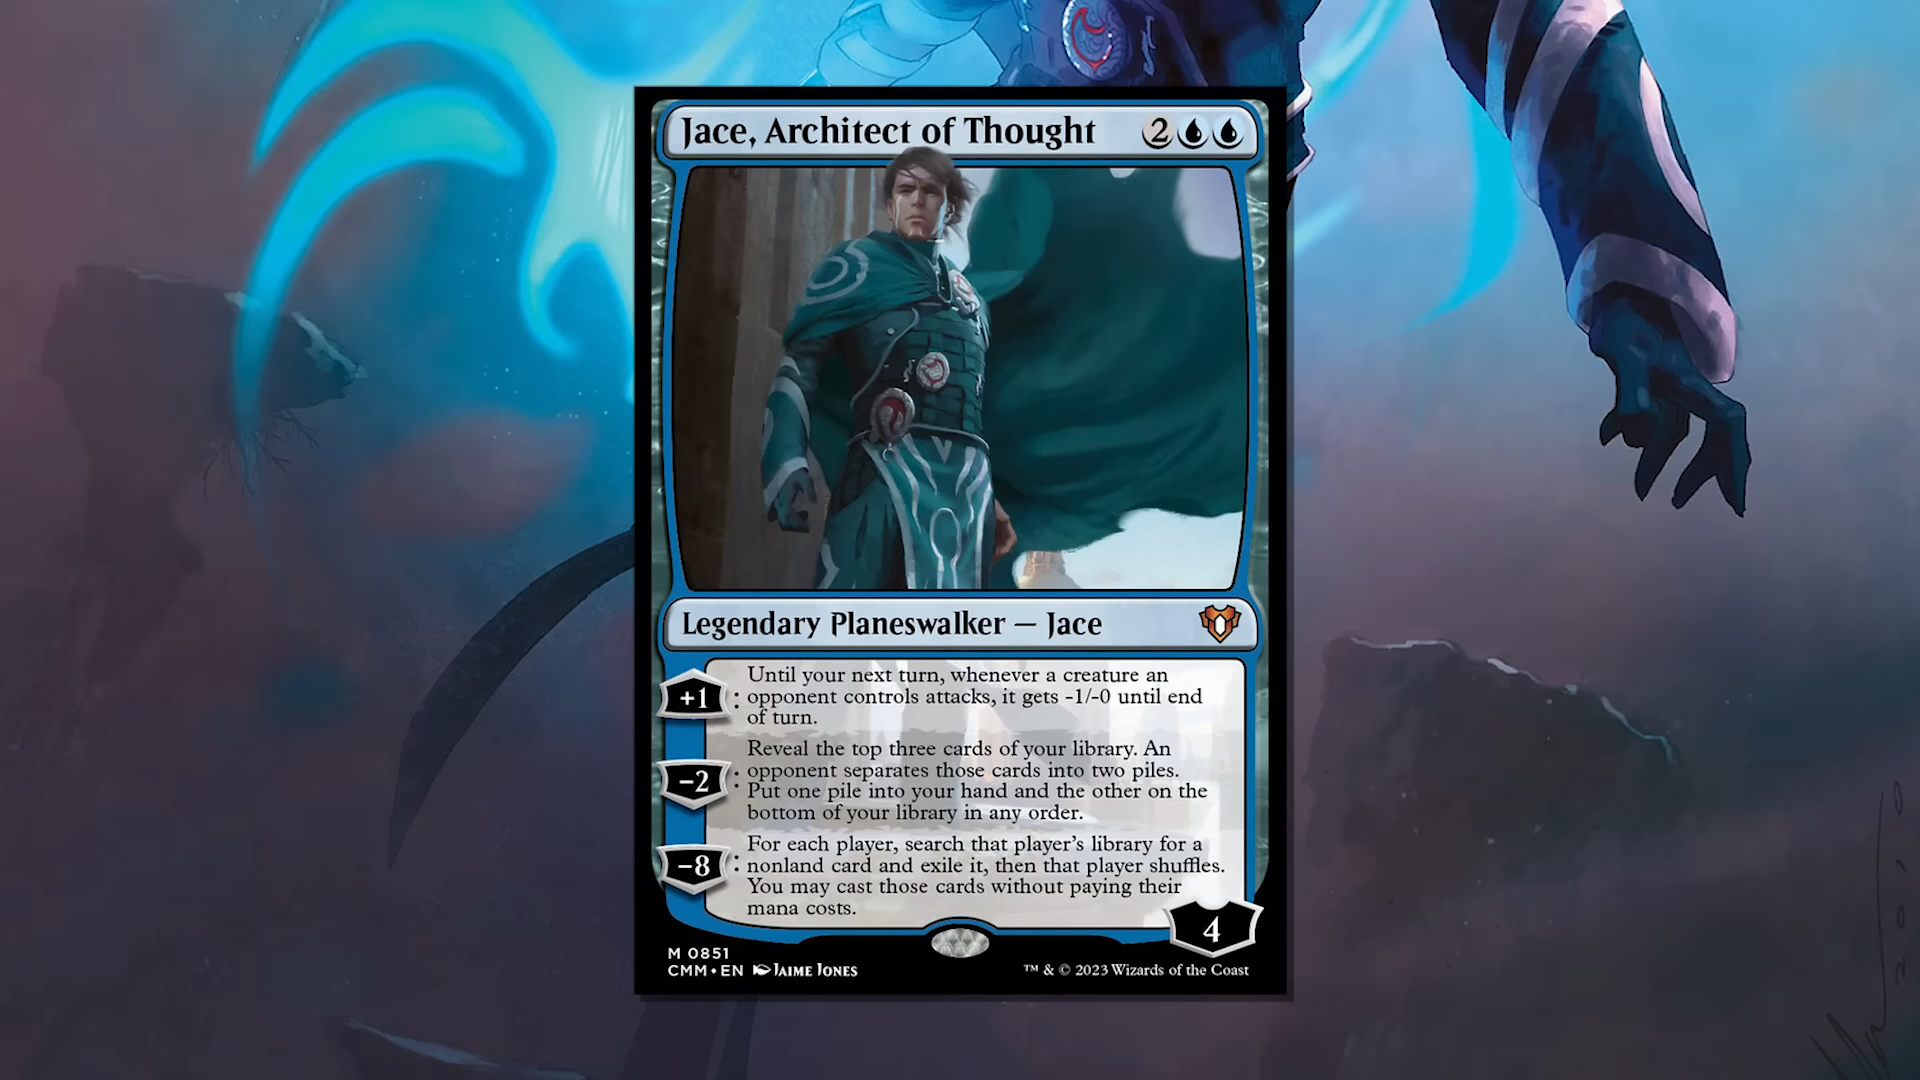 Jace, Architect of Thought 2
Legendary Planeswalker — Jace
Until your next turn, whenever a creature an
+1 : opponent controls attacks, it gets -1/-0 until end
of turn.
Reveal the top three cards of your library. An
−2 : opponent separates those cards into two piles.
Put one pile into your hand and the other on the
bottom of your library in any order.
For each player, search that player's library for a
−8 : nonland card and exile it, then that player shuffles.
You may cast those cards without paying their
mana costs.
4
M 0851
CMM • EN JAIME JONES
™ & © 2023 Wizards of the Coast